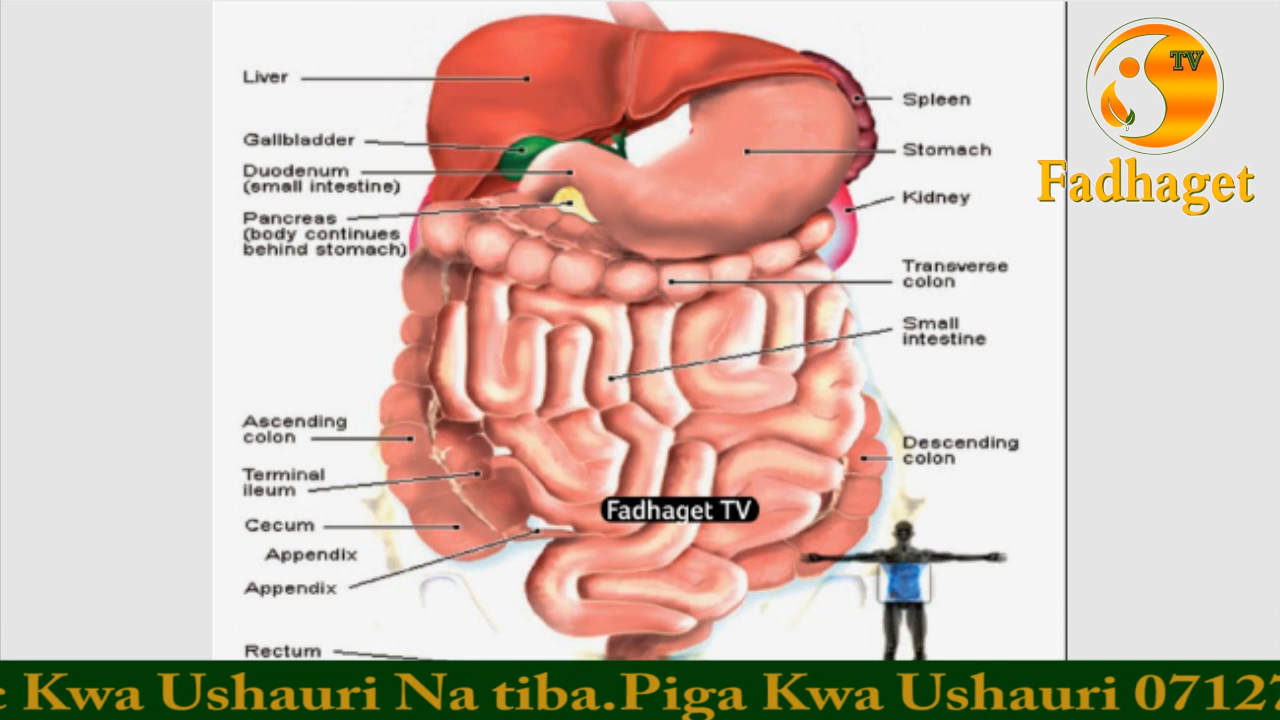 Liver
Gallbladder
Duodenum
(small intestine)
Pancreas
(body continues
behind stomach)
Ascending
colon
Terminal
ileum
Cecum
Appendix
Appendix
Rectum
Spleen
Stomach
Kidney
Transverse
colon
Small
intestine
Descending
colon
Fadhaget TV
TV
Fadhaget
: Kwa Ushauri Na tiba.Piga Kwa Ushauri 0712